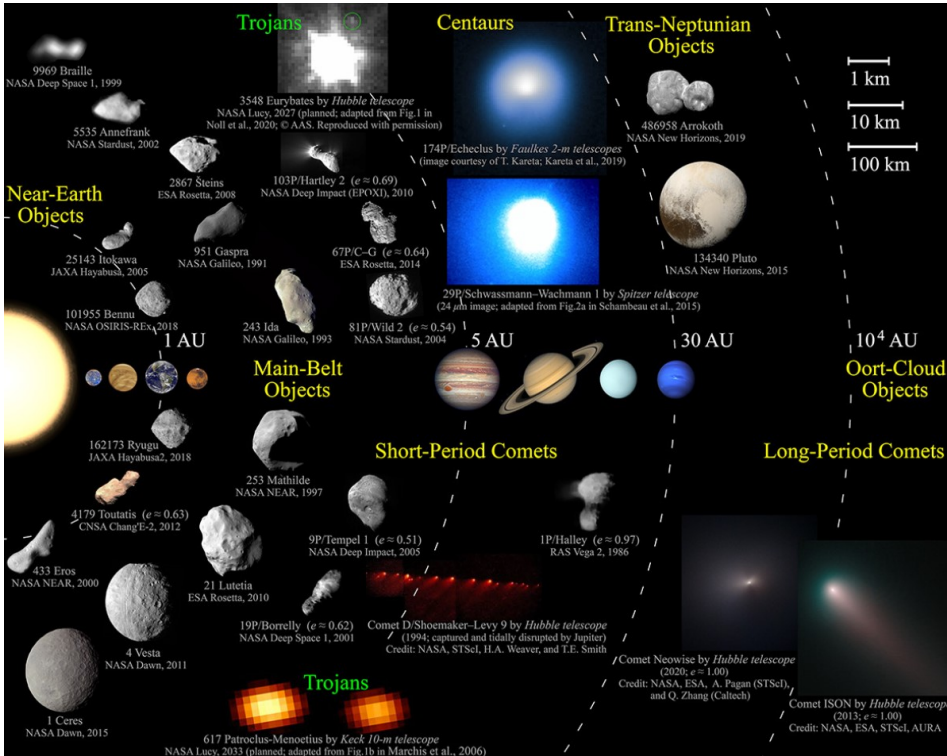 Trojans
Centaurs
Trans-Neptunian
Objects
9969 Braille
NASA Deep Space 1, 1999
1 km
10 km
100 km
3548 Eurybates by Hubble telescope
NASA Lucy, 2027 (planned; adapted from Fig.1 in
Noll et al., 2020; © AAS. Reproduced with permission)
5535 Annefrank
NASA Stardust, 2002
486958 Arrokoth
NASA New Horizons, 2019
174P/Echeclus by Faulkes 2-m telescopes
(image courtesy of T. Kareta; Kareta et al., 2019)
2867 Šteins
ESA Rosetta, 2008
103P/Hartley 2 (e ≈ 0.69)
NASA Deep Impact (EPOXI), 2010
Near-Earth
Objects
25143 Itokawa
JAXA Hayabusa, 2005
951 Gaspra
NASA Galileo, 1991
67P/C–G (e ≈ 0.64)
ESA Rosetta, 2014
134340 Pluto
NASA New Horizons, 2015
29P/Schwassmann–Wachmann 1 by Spitzer telescope
(24 μm image; adapted from Fig.2a in Schambeau et al., 2015)
101955 Bennu
NASA OSIRIS-REx, 2018
243 Ida
NASA Galileo, 1993
81P/Wild 2 (e ≈ 0.54)
NASA Stardust, 2004
1 AU
5 AU
30 AU
10⁴ AU
Main-Belt
Objects
Oort-Cloud
Objects
162173 Ryugu
JAXA Hayabusa2, 2018
Short-Period Comets
Long-Period Comets
253 Mathilde
NASA NEAR, 1997
4179 Toutatis (e ≈ 0.63)
CNSA Chang'E-2, 2012
9P/Tempel 1 (e ≈ 0.51)
NASA Deep Impact, 2005
1P/Halley (e ≈ 0.97)
RAS Vega 2, 1986
433 Eros
NASA NEAR, 2000
21 Lutetia
ESA Rosetta, 2010
19P/Borrelly (e ≈ 0.62)
NASA Deep Space 1, 2001
Comet D/Shoemaker–Levy 9 by Hubble telescope
(1994; captured and tidally disrupted by Jupiter)
Credit: NASA, STScI, H.A. Weaver, and T.E. Smith
4 Vesta
NASA Dawn, 2011
Comet Neowise by Hubble telescope
(2020; e ≈ 1.00)
Credit: NASA, ESA, A. Pagan (STScI),
and Q. Zhang (Caltech)
Trojans
1 Ceres
NASA Dawn, 2015
617 Patroclus-Menoetius by Keck 10-m telescope
NASA Lucy, 2033 (planned; adapted from Fig.1b in Marchis et al., 2006)
Comet ISON by Hubble telescope
(2013; e ≈ 1.00)
Credit: NASA, ESA, STScI, AURA